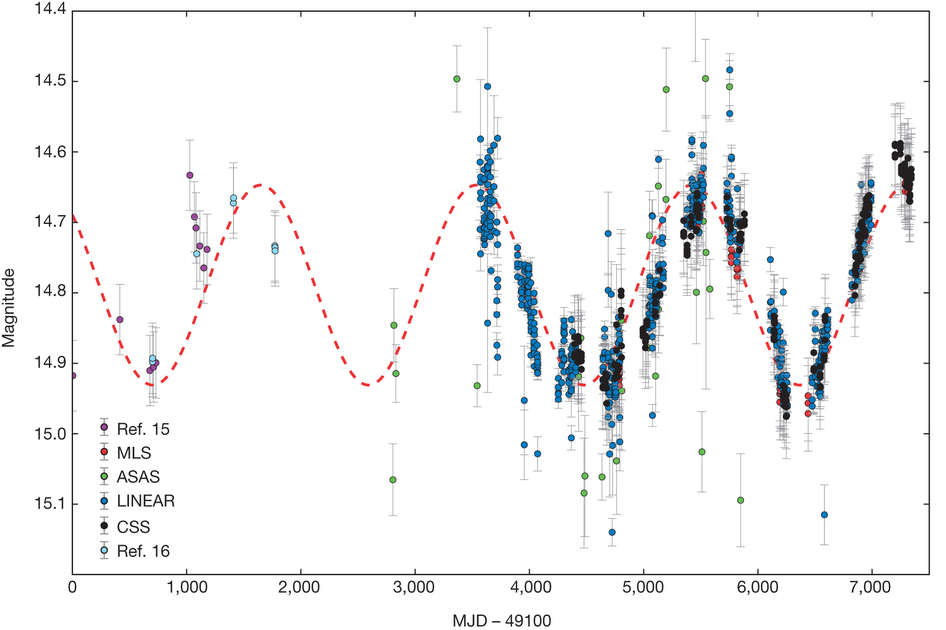 14.4
14.5
14.6
14.7
14.8
14.9
15.0
15.1
Magnitude
Ref. 15
MLS
ASAS
LINEAR
CSS
Ref. 16
0 1,000 2,000 3,000 4,000 5,000 6,000 7,000
MJD – 49100